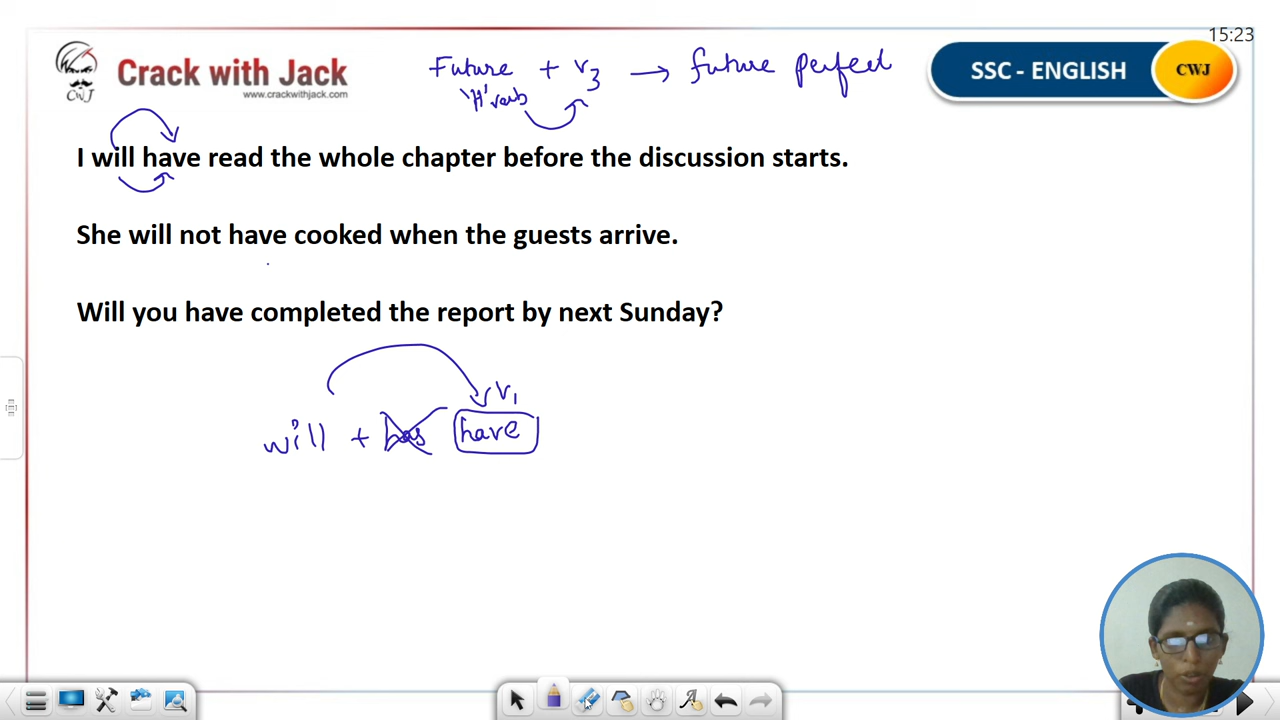 15:23
Crack with Jack
www.crackwithjack.com
CWJ
SSC - ENGLISH
CWJ
Future + V3 → future perfect
'H' verb
I will have read the whole chapter before the discussion starts.
She will not have cooked when the guests arrive.
Will you have completed the report by next Sunday?
V1
will + has have